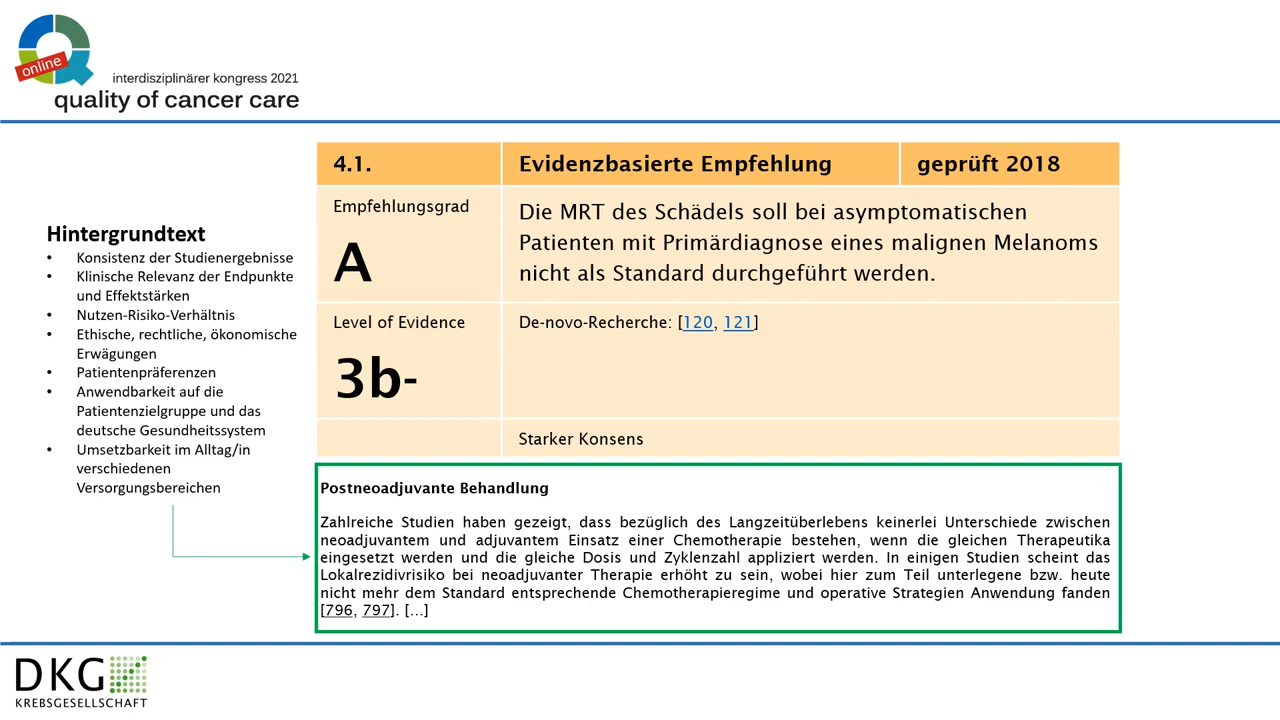 online
interdisziplinärer kongress 2021
quality of cancer care
4.1.
Evidenzbasierte Empfehlung
geprüft 2018
Empfehlungsgrad
A
Die MRT des Schädels soll bei asymptomatischen
Patienten mit Primärdiagnose eines malignen Melanoms
nicht als Standard durchgeführt werden.
Level of Evidence
3b-
De-novo-Recherche: [120, 121]
Starker Konsens
Hintergrundtext
• Konsistenz der Studienergebnisse
• Klinische Relevanz der Endpunkte
und Effektstärken
• Nutzen-Risiko-Verhältnis
• Ethische, rechtliche, ökonomische
Erwägungen
• Patientenpräferenzen
• Anwendbarkeit auf die
Patientenzielgruppe und das
deutsche Gesundheitssystem
• Umsetzbarkeit im Alltag/in
verschiedenen
Versorgungsbereichen
Postneoadjuvante Behandlung
Zahlreiche Studien haben gezeigt, dass bezüglich des Langzeitüberlebens keinerlei Unterschiede zwischen
neoadjuvantem und adjuvantem Einsatz einer Chemotherapie bestehen, wenn die gleichen Therapeutika
eingesetzt werden und die gleiche Dosis und Zyklenzahl appliziert werden. In einigen Studien scheint das
Lokalrezidivrisiko bei neoadjuvanter Therapie erhöht zu sein, wobei hier zum Teil unterlegene bzw. heute
nicht mehr dem Standard entsprechende Chemotherapieregime und operative Strategien Anwendung fanden
[796, 797]. [...]
DKG
KREBSGESELLSCHAFT